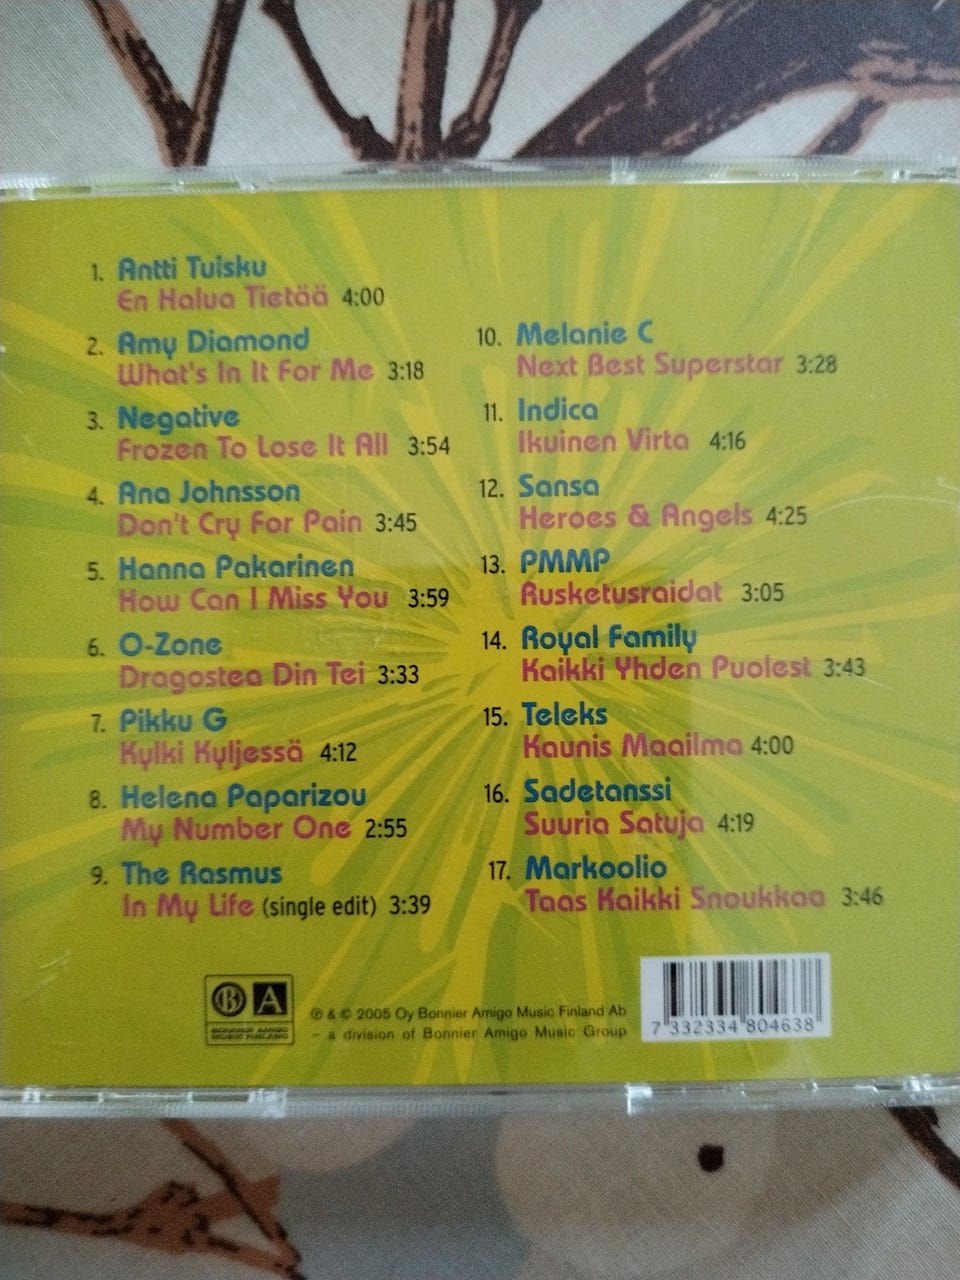 1. Antti Tuisku
En Halua Tietää 4:00
2. Amy Diamond
What's In It For Me 3:18
3. Negative
Frozen To Lose It All 3:54
4. Ana Johnsson
Don't Cry For Pain 3:45
5. Hanna Pakarinen
How Can I Miss You 3:59
6. O-Zone
Dragostea Din Tei 3:33
7. Pikku G
Kylki Kyljessä 4:12
8. Helena Paparizou
My Number One 2:55
9. The Rasmus
In My Life (single edit) 3:39
10. Melanie C
Next Best Superstar 3:28
11. Indica
Ikuinen Virta 4:16
12. Sansa
Heroes & Angels 4:25
13. PMMP
Rusketusraidat 3:05
14. Royal Family
Kaikki Yhden Puolest 3:43
15. Teleks
Kaunis Maailma 4:00
16. Sadetanssi
Suuria Satuja 4:19
17. Markoolio
Taas Kaikki Snoukkaa 3:46
B A
BONNIER AMIGO
MUSIC FINLAND
℗ & © 2005 Oy Bonnier Amigo Music Finland Ab
– a division of Bonnier Amigo Music Group
7 332334 804638